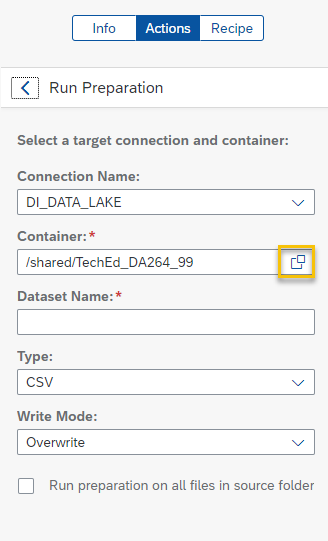 Info Actions Recipe
Run Preparation
Select a target connection and container:
Connection Name:
DI_DATA_LAKE
Container:*
/shared/TechEd_DA264_99
Dataset Name:*
Type:
CSV
Write Mode:
Overwrite
Run preparation on all files in source folder